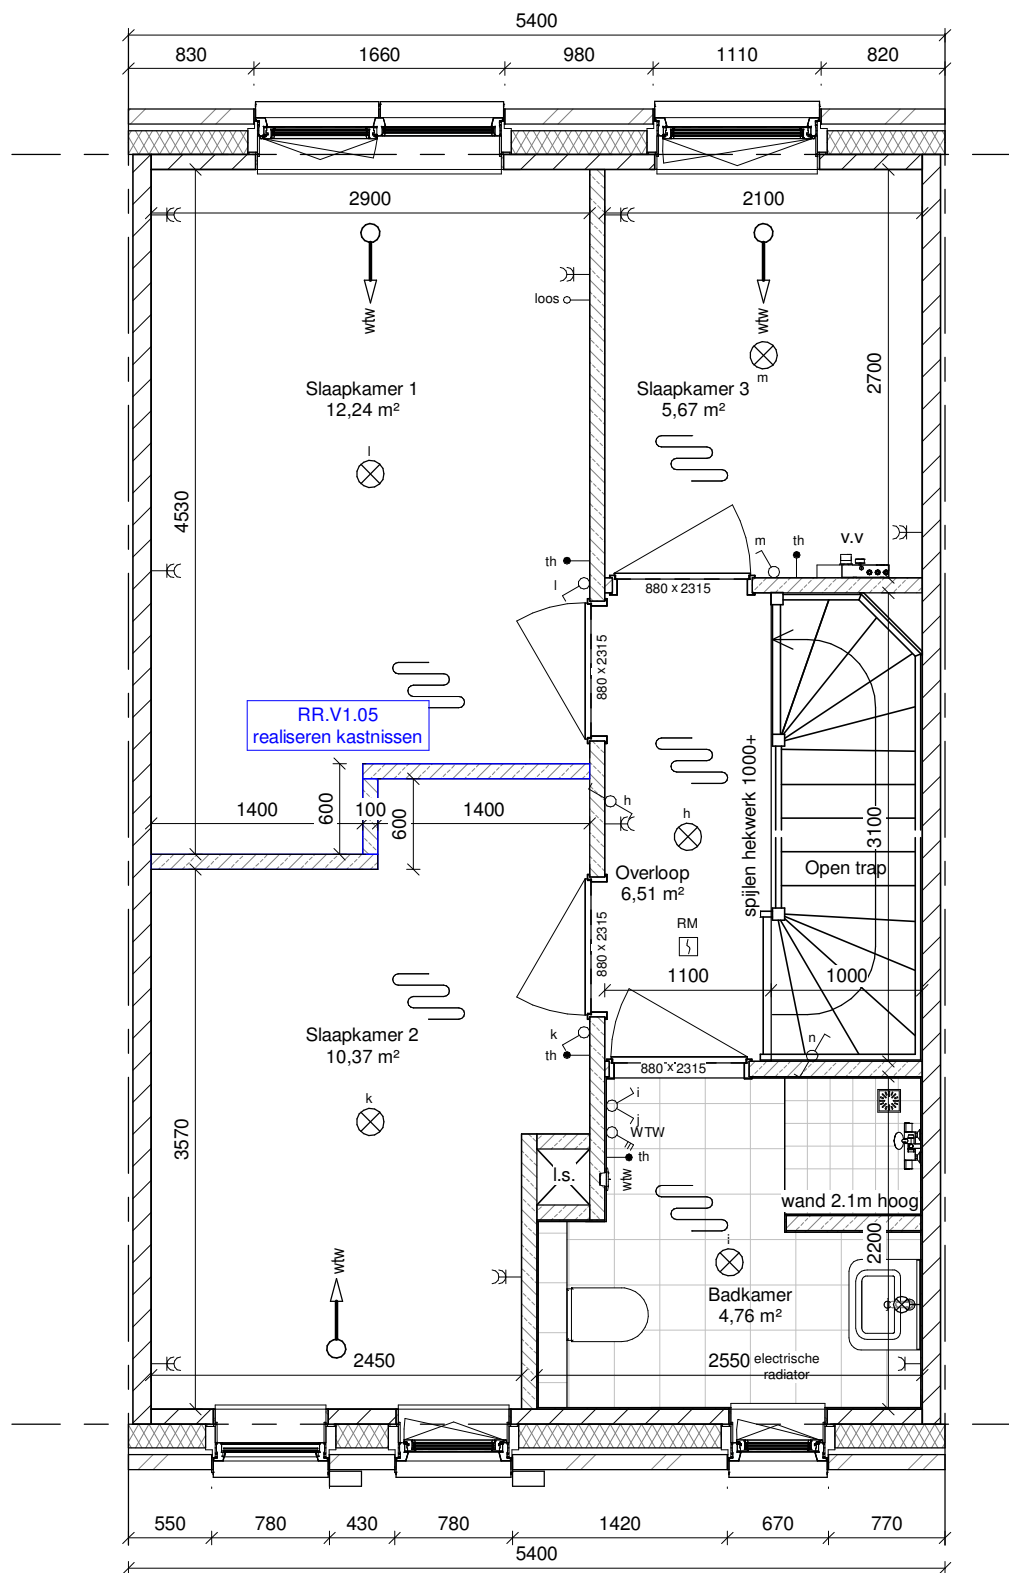 5400
830
1660
980
1110
820
2900
2100
wtw
wtw
loos
m
Slaapkamer 1
12,24 m²
Slaapkamer 3
5,67 m²
2700
l
4530
th
l
m
th
v.v
880 x 2315
880 x 2315
RR.V1.05
realiseren kastnissen
spijlen hekwerk 1000+
600
1400
100
600
1400
h
h
3100
Open trap
Overloop
6,51 m²
RM
880 x 2315
1100
1000
Slaapkamer 2
10,37 m²
k
th
n
880 x 2315
k
i
j
WTW
m
th
wtw
l.s.
3570
wand 2.1m hoog
2200
i
wtw
Badkamer
4,76 m²
2450
2550
electrische
radiator
550
780
430
780
1420
670
770
5400